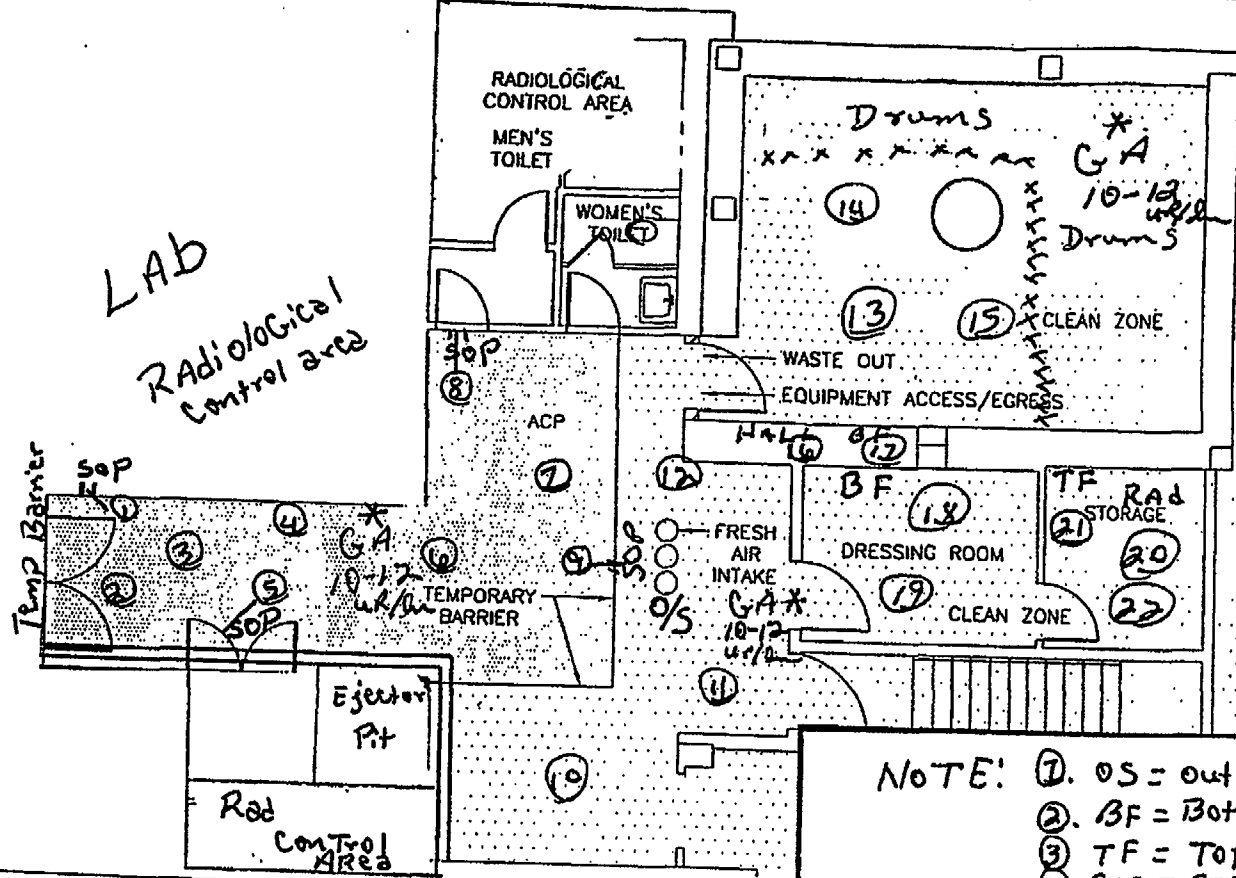 RADIOLOGICAL
CONTROL AREA
MEN'S
TOILET
WOMEN'S
TOILET
Drums
* GA
10-12
uR/hr
Drums
14
13
15
CLEAN ZONE
WASTE OUT
EQUIPMENT ACCESS/EGRESS
LAb
RAdiologiCal
Control area
SOP
8
ACP
7
12
HALL
16
BF
17
BF
18
DRESSING ROOM
19
CLEAN ZONE
TF
RAd
STORAGE
21
20
22
Temp Barrier
SOP
1
2
3
4
5
SOP
* GA
10-12
uR/hr
6
9
SOP
TEMPORARY
BARRIER
FRESH
AIR
INTAKE
O/S
GA *
10-12
uR/hr
11
10
Ejector
Pit
Rad
ConTrol
AREa
NOTE:
1. OS = out
2. BF = Bot
3 TF = Top